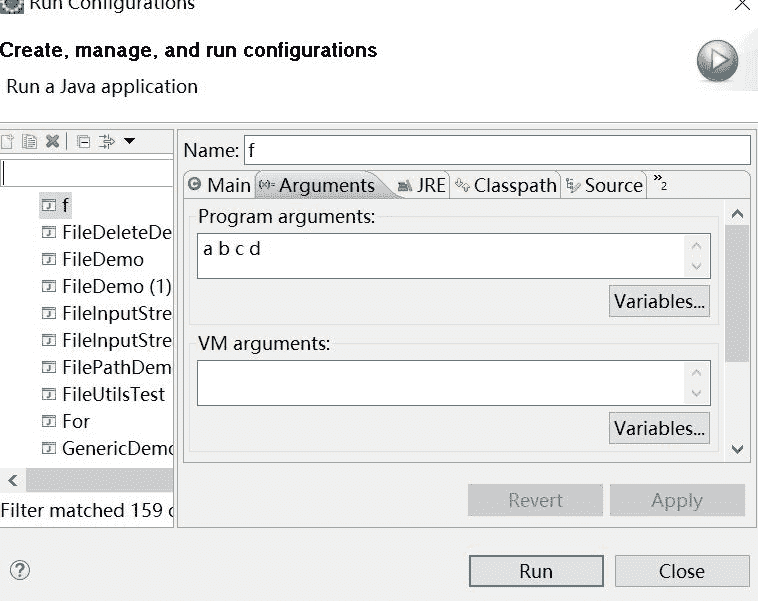 Run Configurations
Create, manage, and run configurations
Run a Java application
Name: f
Main Arguments JRE Classpath Source »2
Program arguments:
a b c d
Variables...
VM arguments:
Variables...
f
FileDeleteDe
FileDemo
FileDemo (1)
FileInputStre
FileInputStre
FilePathDem
FileUtilsTest
For
GenericDemo
Filter matched 159 o
Revert Apply
Run Close